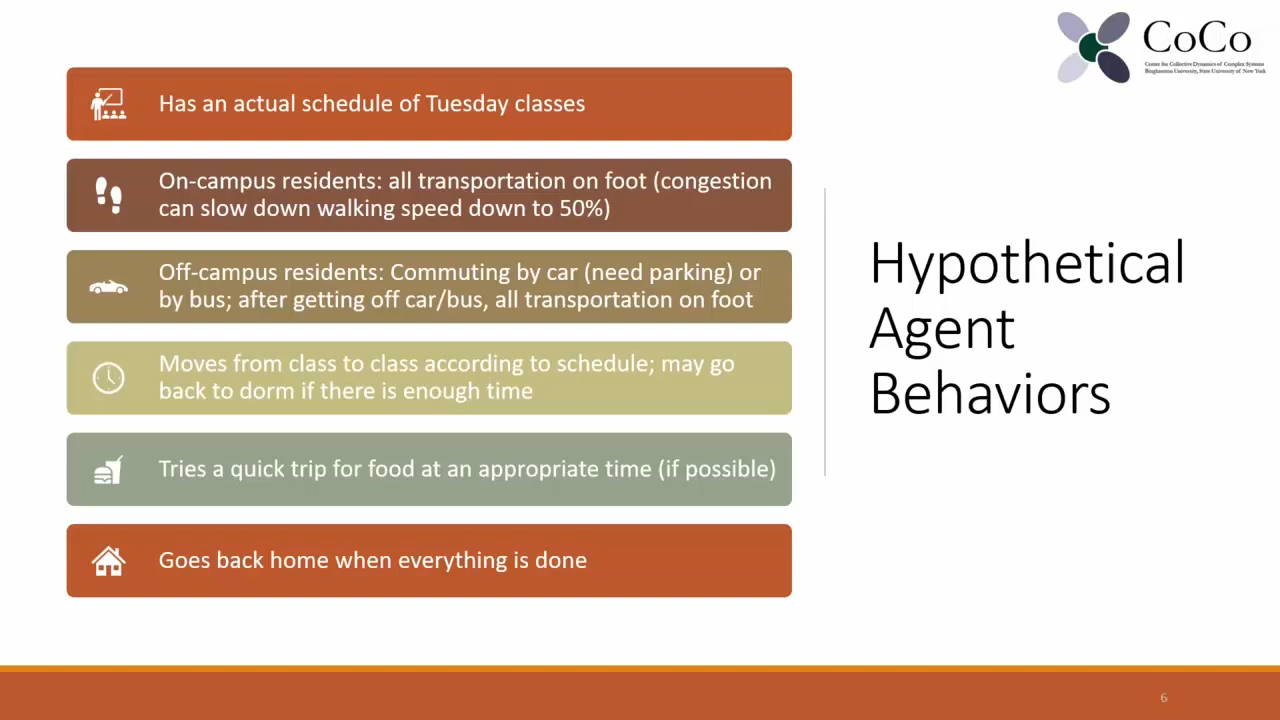 CoCo
Center for Collective Dynamics of Complex Systems
Binghamton University, State University of New York
Has an actual schedule of Tuesday classes
On-campus residents: all transportation on foot (congestion
can slow down walking speed down to 50%)
Off-campus residents: Commuting by car (need parking) or
by bus; after getting off car/bus, all transportation on foot
Moves from class to class according to schedule; may go
back to dorm if there is enough time
Tries a quick trip for food at an appropriate time (if possible)
Goes back home when everything is done
Hypothetical
Agent
Behaviors
6